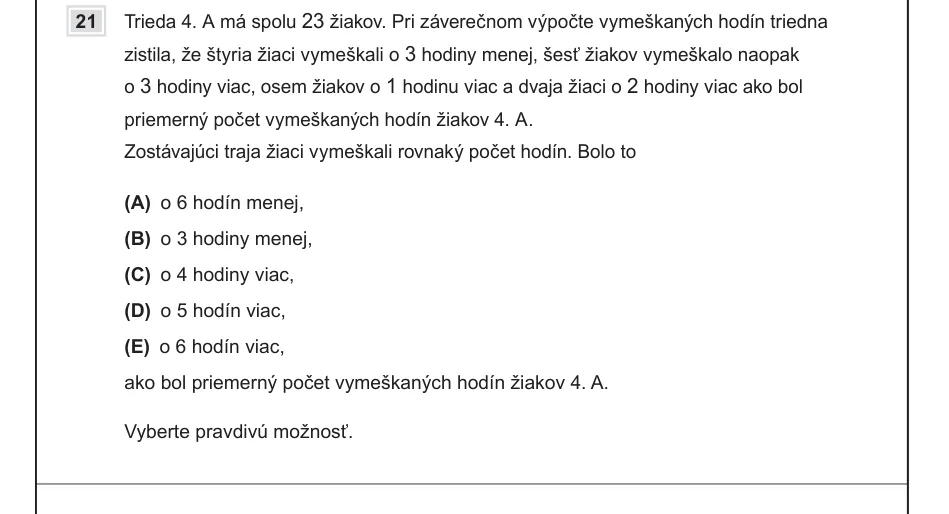 21 Trieda 4. A má spolu 23 žiakov. Pri záverečnom výpočte vymeškaných hodín triedna
zistila, že štyria žiaci vymeškali o 3 hodiny menej, šesť žiakov vymeškalo naopak
o 3 hodiny viac, osem žiakov o 1 hodinu viac a dvaja žiaci o 2 hodiny viac ako bol
priemerný počet vymeškaných hodín žiakov 4. A.
Zostávajúci traja žiaci vymeškali rovnaký počet hodín. Bolo to
(A) o 6 hodín menej,
(B) o 3 hodiny menej,
(C) o 4 hodiny viac,
(D) o 5 hodín viac,
(E) o 6 hodín viac,
ako bol priemerný počet vymeškaných hodín žiakov 4. A.
Vyberte pravdivú možnosť.